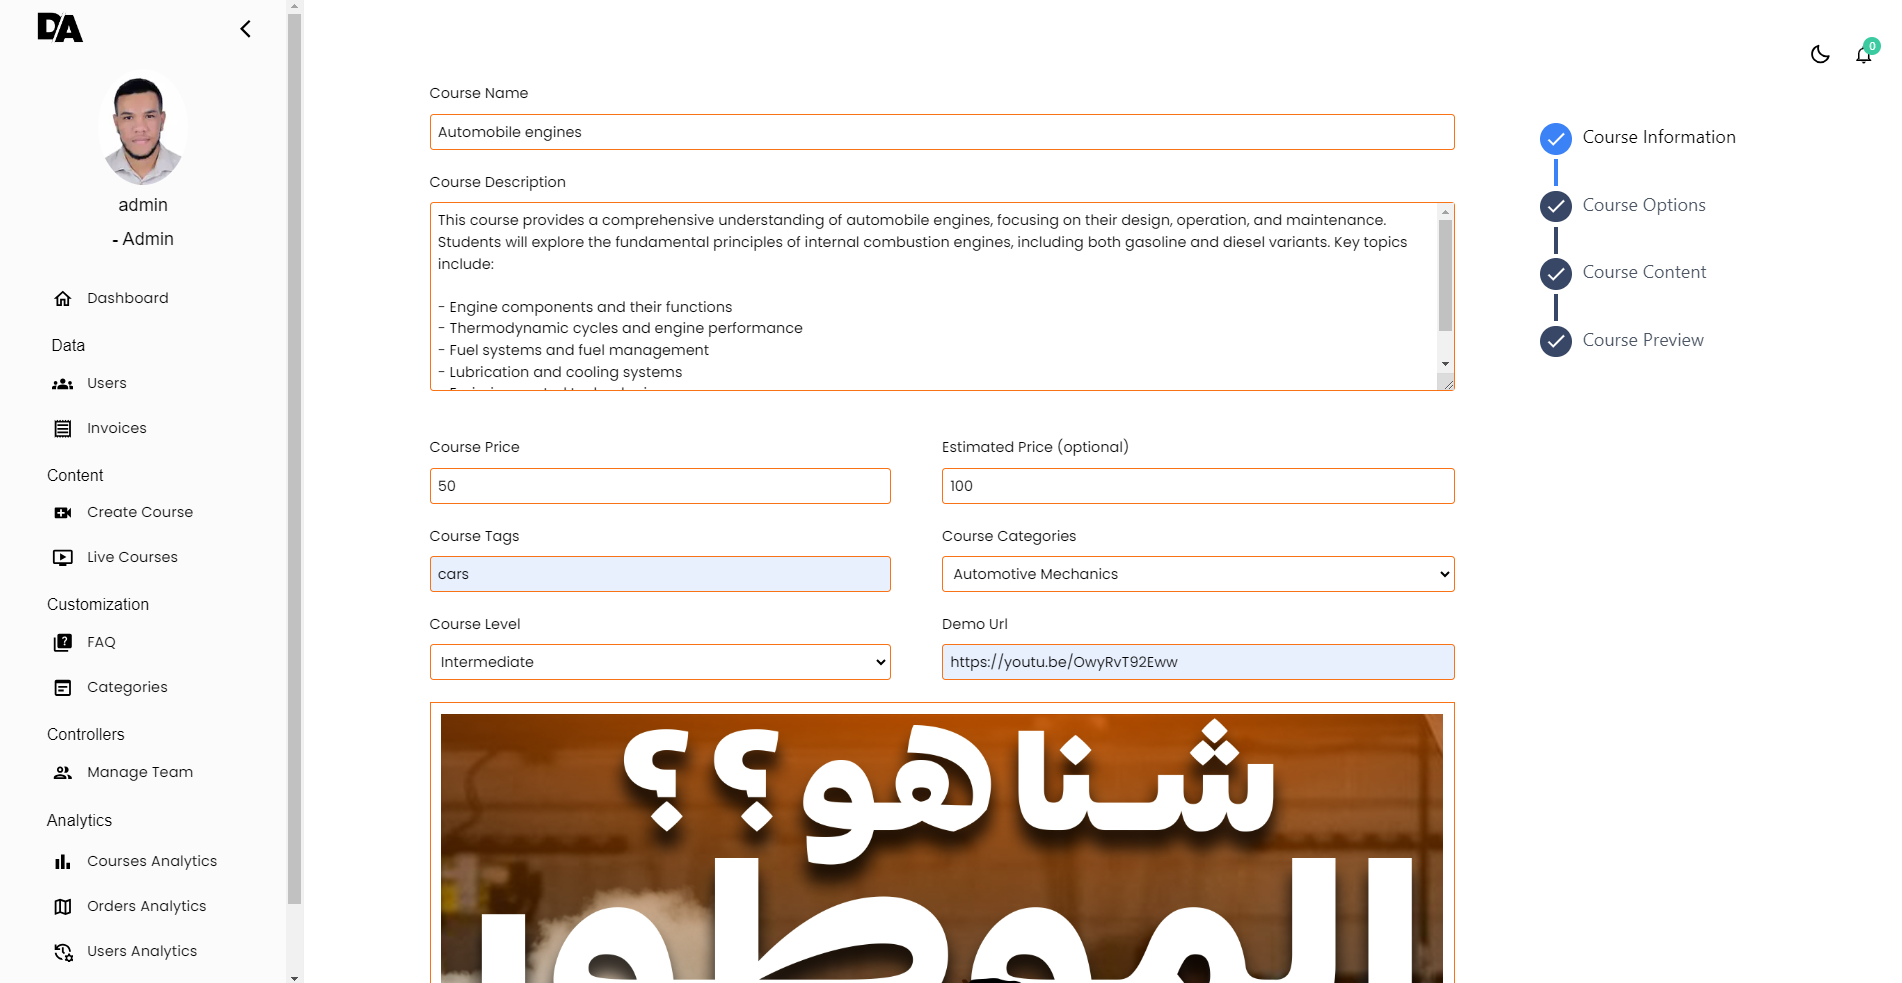 DA
admin
- Admin
Dashboard
Data
Users
Invoices
Content
Create Course
Live Courses
Customization
FAQ
Categories
Controllers
Manage Team
Analytics
Courses Analytics
Orders Analytics
Users Analytics
0
Course Name
Automobile engines
Course Description
This course provides a comprehensive understanding of automobile engines, focusing on their design, operation, and maintenance.
Students will explore the fundamental principles of internal combustion engines, including both gasoline and diesel variants. Key topics
include:
- Engine components and their functions
- Thermodynamic cycles and engine performance
- Fuel systems and fuel management
- Lubrication and cooling systems
Course Price
Estimated Price (optional)
50
100
Course Tags
Course Categories
cars
Automotive Mechanics
Course Level
Demo Url
Intermediate
https://youtu.be/OwyRvT92Eww
شناهو؟؟
الموطور
Course Information
Course Options
Course Content
Course Preview